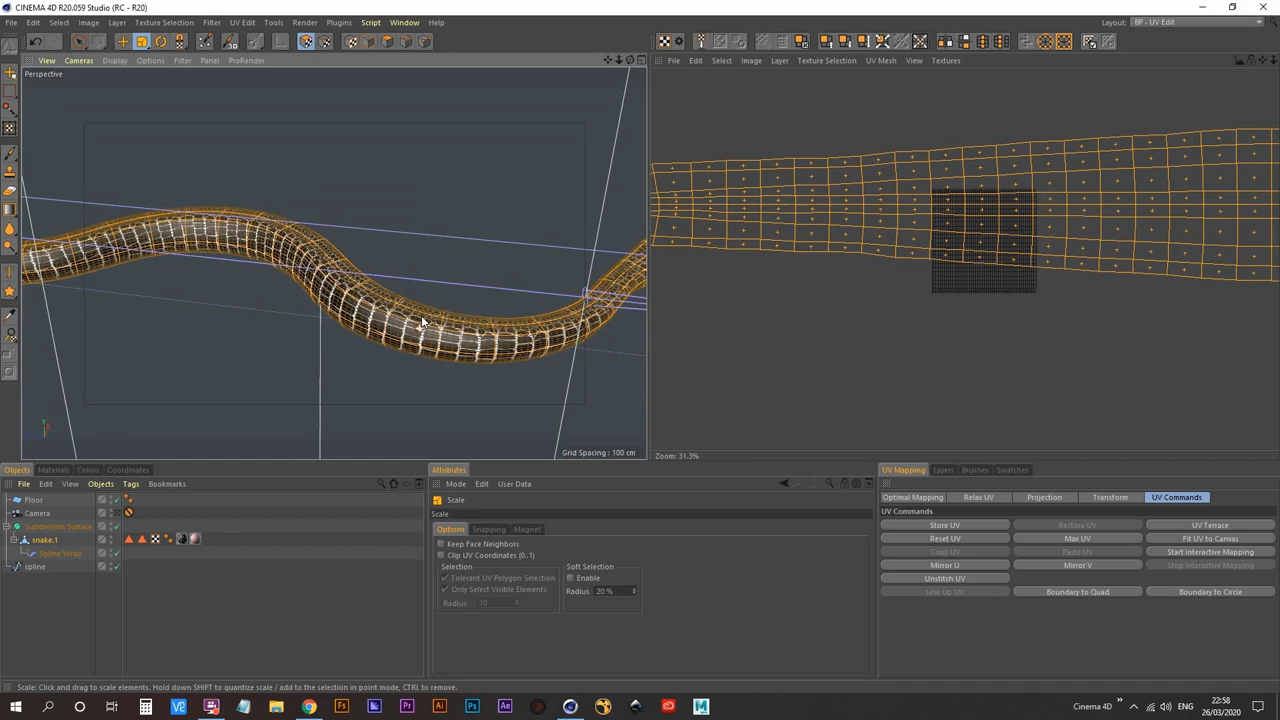 CINEMA 4D R20.059 Studio (RC - R20)
File Edit Select Image Layer Texture Selection Filter UV Edit Tools Render Plugins Script Window Help
Layout: BP - UV Edit
View Cameras Display Options Filter Panel ProRender
File Edit Select Image Layer Texture Selection UV Mesh View Textures
Perspective
Y
Grid Spacing : 100 cm
Zoom: 31.3%
Objects Materials Colors Coordinates
Attributes
UV Mapping Layers Brushes Swatches
File Edit View Objects Tags Bookmarks
Mode Edit User Data
Floor
Camera
Subdivision Surface
snake.1
Spline Wrap
spline
Scale
Scale
Options Snapping Magnet
Keep Face Neighbors
Clip UV Coordinates (0..1)
Selection
Tolerant UV Polygon Selection
Only Select Visible Elements
Radius 10
Soft Selection
Enable
Radius 20 %
Optimal Mapping Relax UV Projection Transform UV Commands
UV Commands
Store UV Restore UV UV Terrace
Reset UV Max UV Fit UV to Canvas
Copy UV Paste UV Start Interactive Mapping
Mirror U Mirror V Stop Interactive Mapping
Unstitch UV
Line Up UV Boundary to Quad Boundary to Circle
Scale: Click and drag to scale elements. Hold down SHIFT to quantize scale / add to the selection in point mode, CTRL to remove.
Cinema 4D
ENG
22:58
26/03/2020